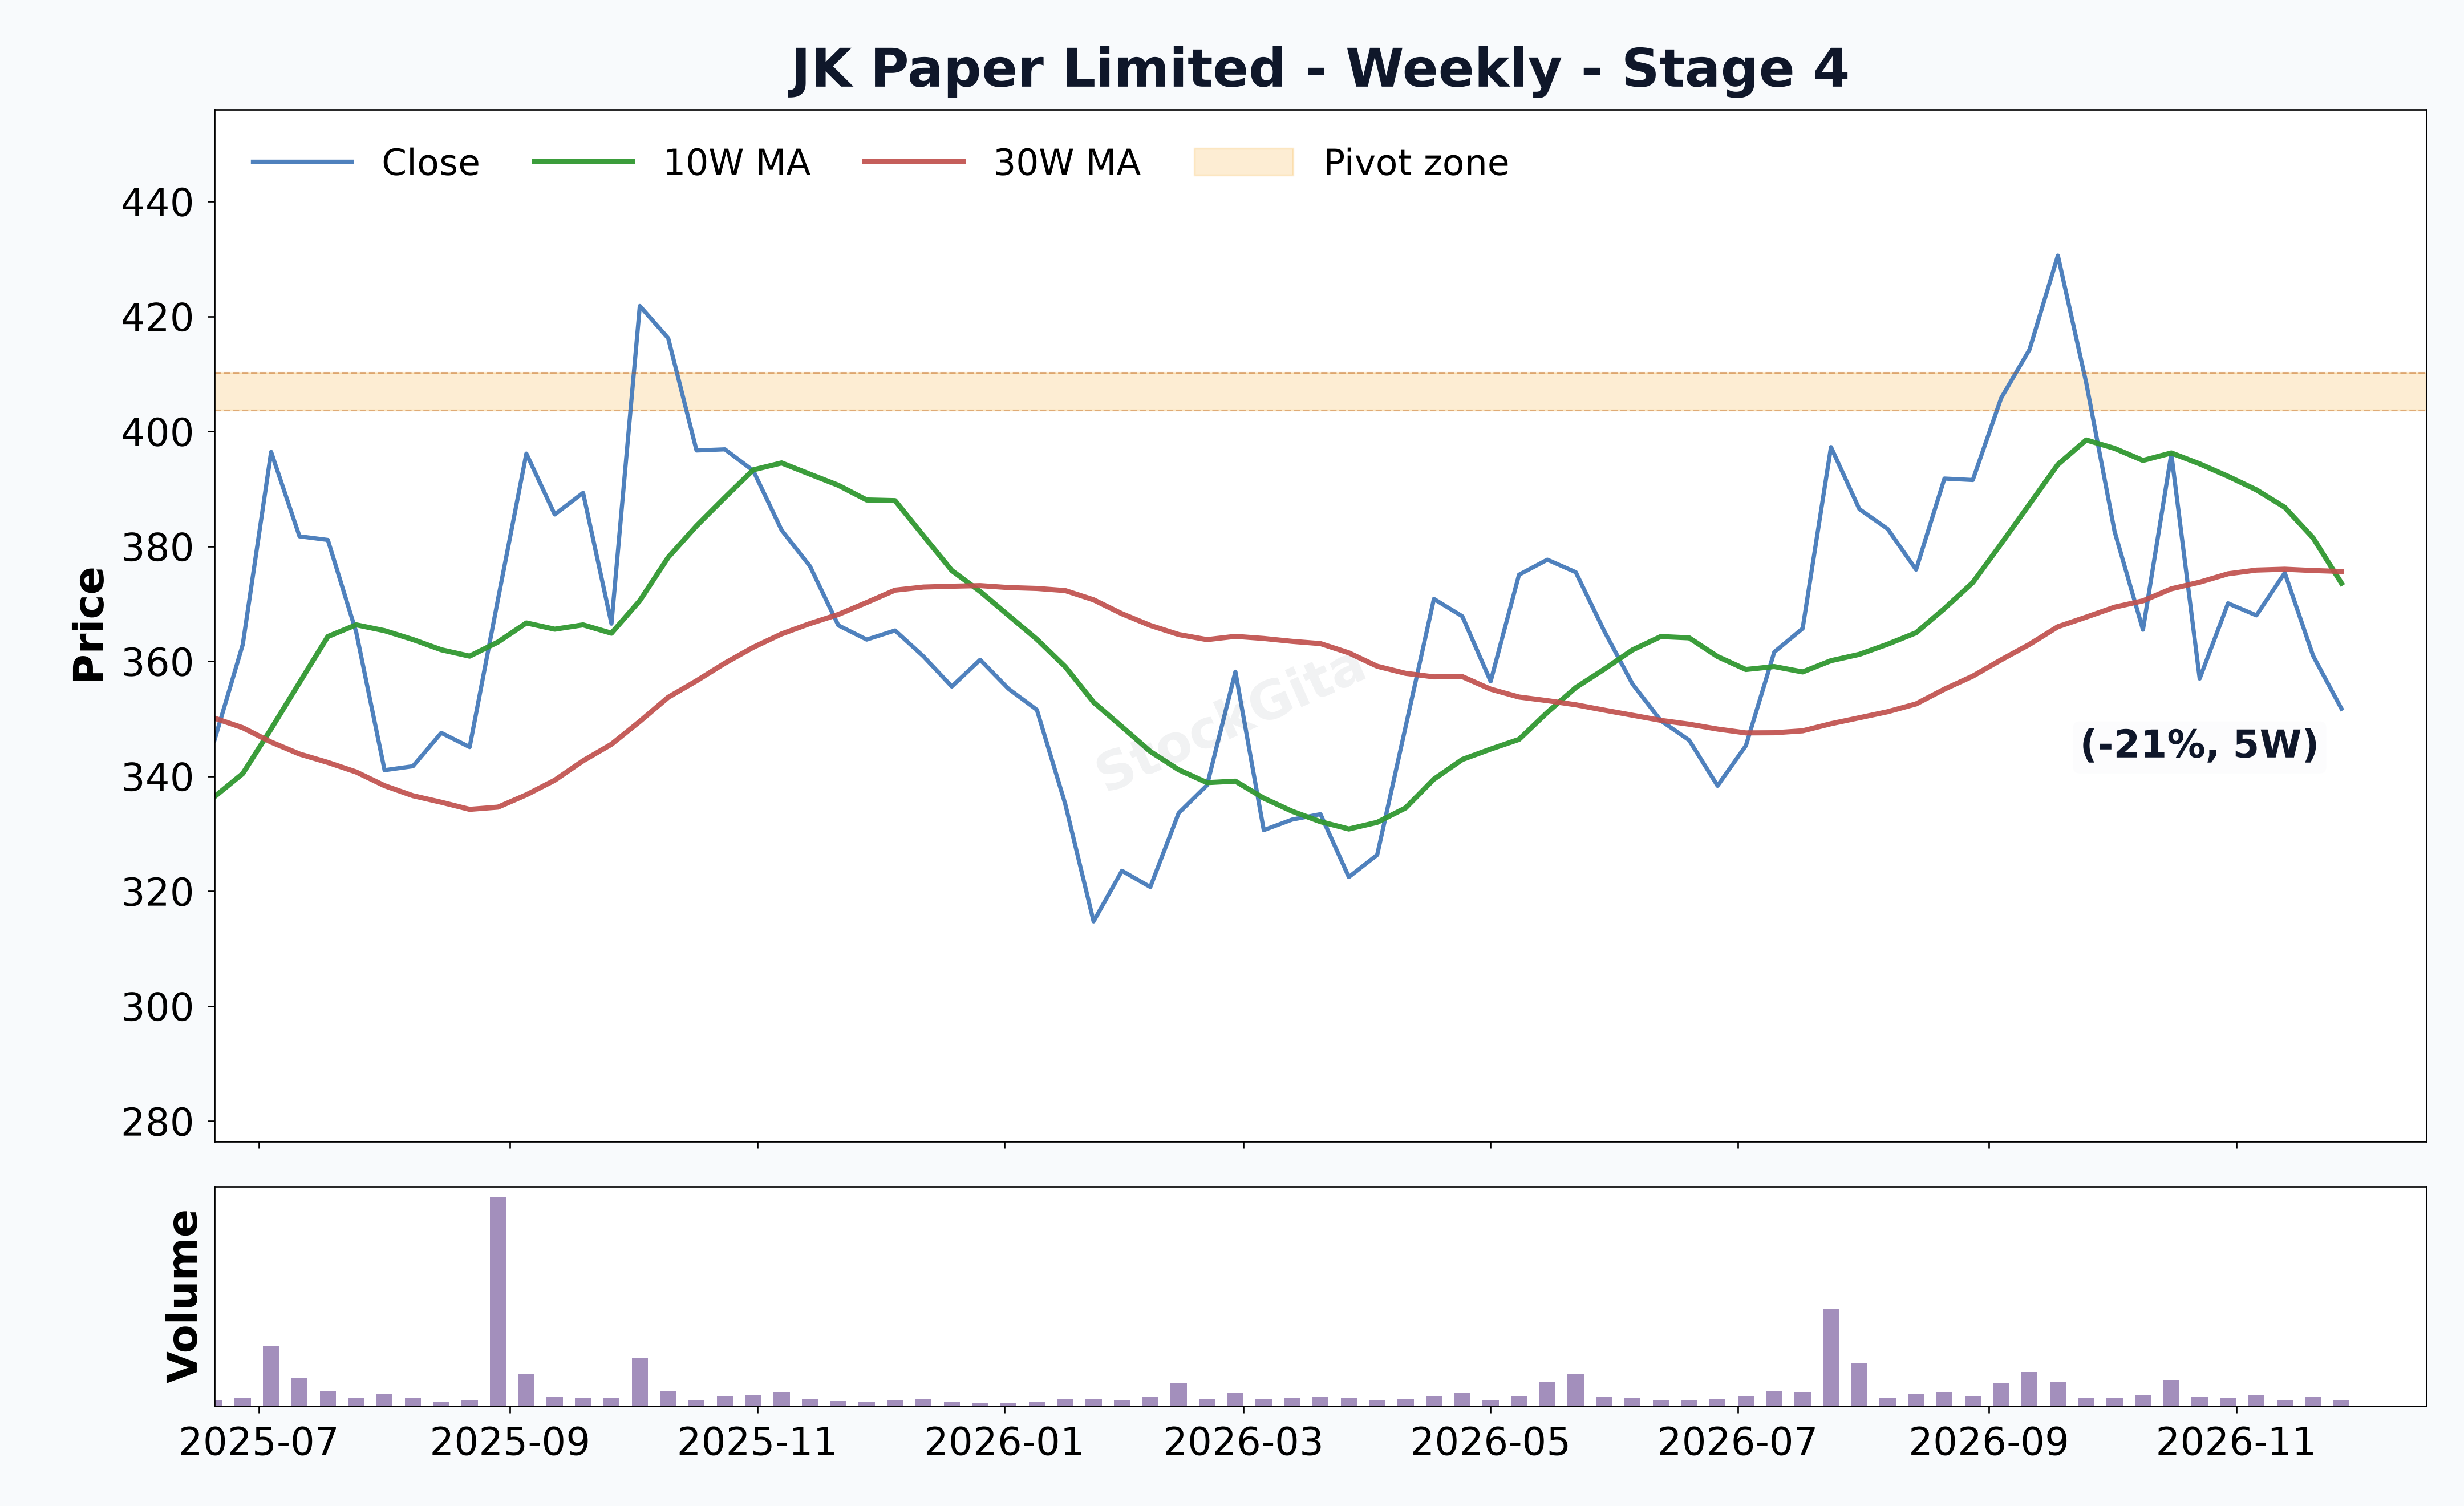 JK Paper Limited - Weekly - Stage 4
Close 10W MA 30W MA Pivot zone
Price
440
420
400
380
360
340
320
300
280
StockGita
(-21%, 5W)
Volume
2025-07 2025-09 2025-11 2026-01 2026-03 2026-05 2026-07 2026-09 2026-11